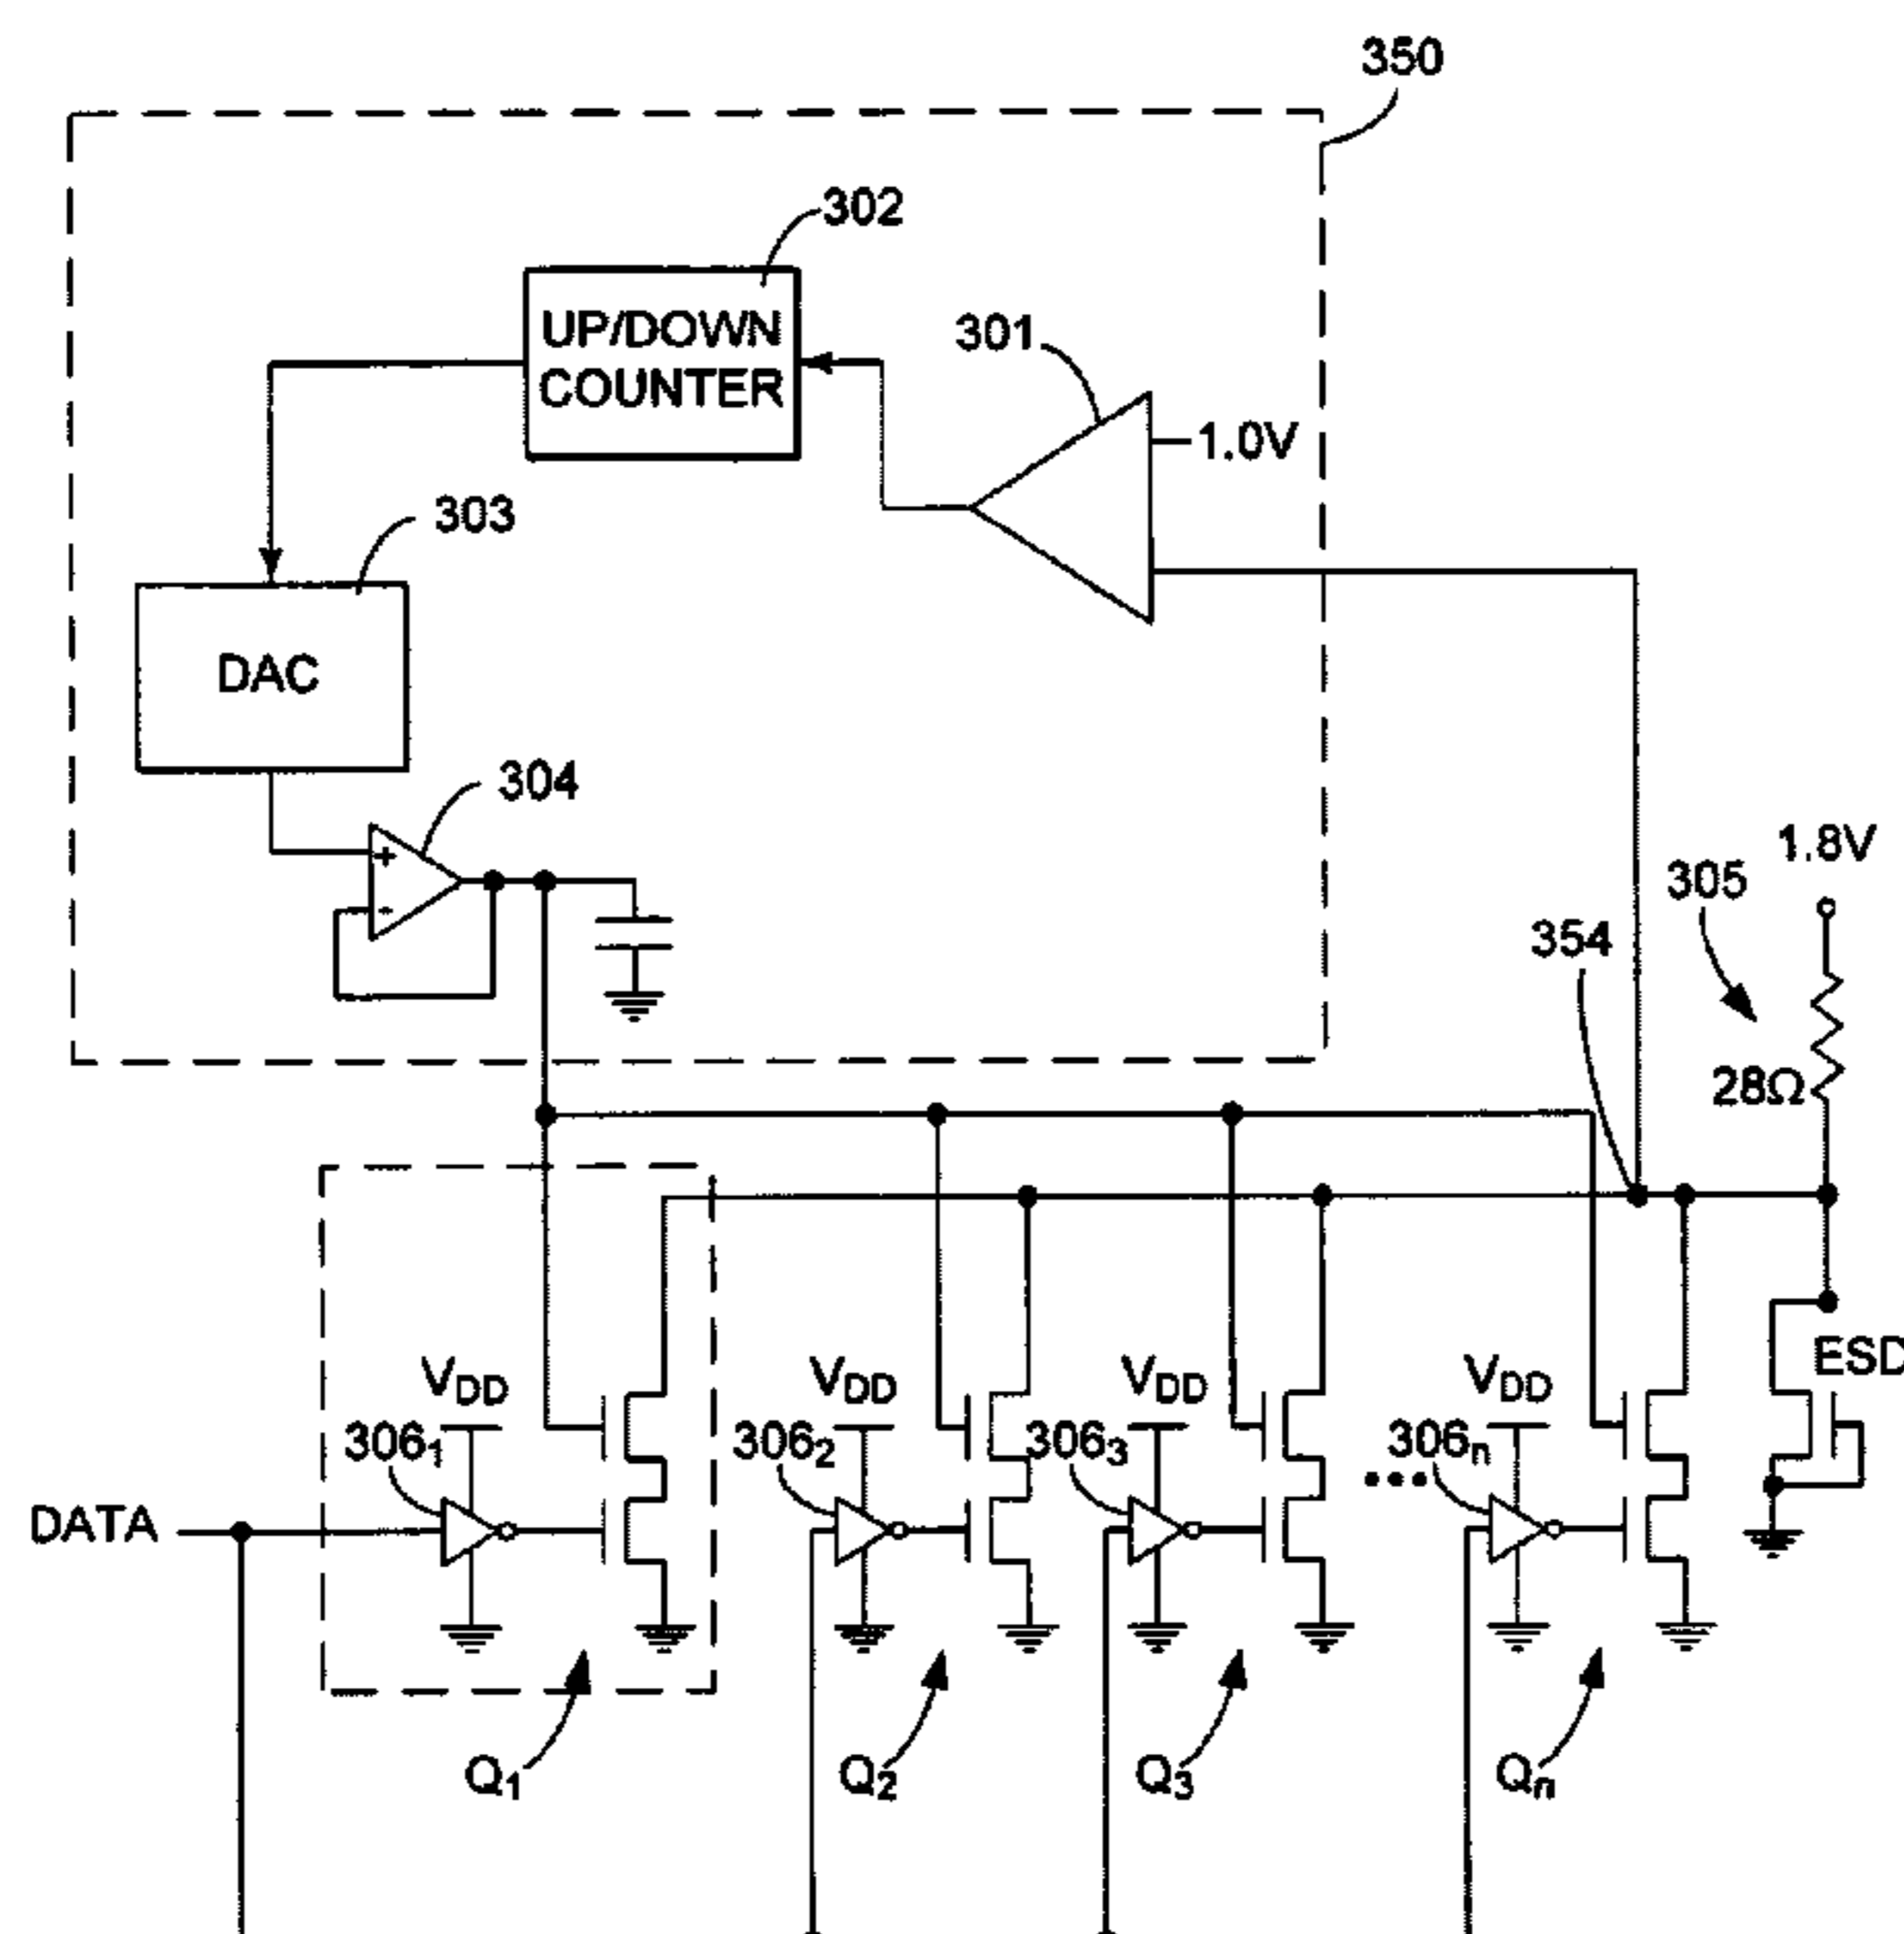 350
302
UP/DOWN
COUNTER
301
1.0V
303
DAC
304
1.8V
305
354
28Ω
VDD
VDD
VDD
VDD
ESD
306₁
306₂
306₃
•••
306n
DATA
+
-
Q₁
Q₂
Q₃
Qn